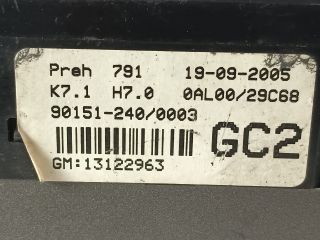 Preh 791 19-09-2005
K7.1 H7.0 0AL00/29C68
90151-240/0003
GC2
GM:13122963